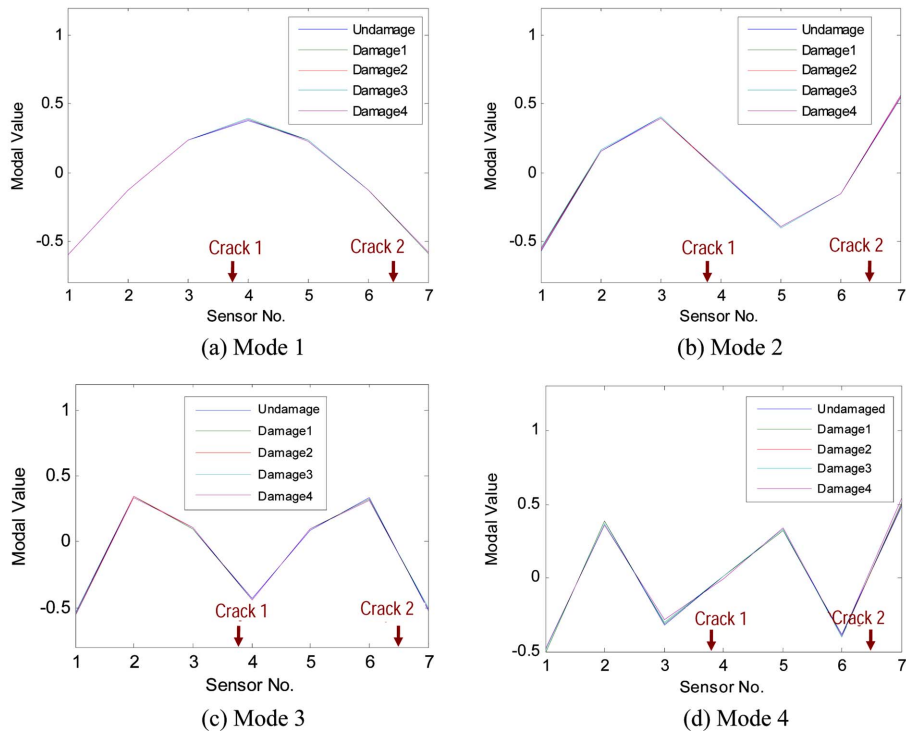 1
0.5
0
-0.5
Modal Value
Undamage
Damage1
Damage2
Damage3
Damage4
Crack 1
Crack 2
1 2 3 4 5 6 7
Sensor No.
(a) Mode 1
1
0.5
0
-0.5
Modal Value
Undamage
Damage1
Damage2
Damage3
Damage4
Crack 1
Crack 2
1 2 3 4 5 6 7
Sensor No.
(b) Mode 2
1
0.5
0
-0.5
Modal Value
Undamage
Damage1
Damage2
Damage3
Damage4
Crack 1
Crack 2
1 2 3 4 5 6 7
Sensor No.
(c) Mode 3
1
0.5
0
-0.5
Modal Value
Undamaged
Damage1
Damage2
Damage3
Damage4
Crack 1
Crack 2
1 2 3 4 5 6 7
Sensor No.
(d) Mode 4